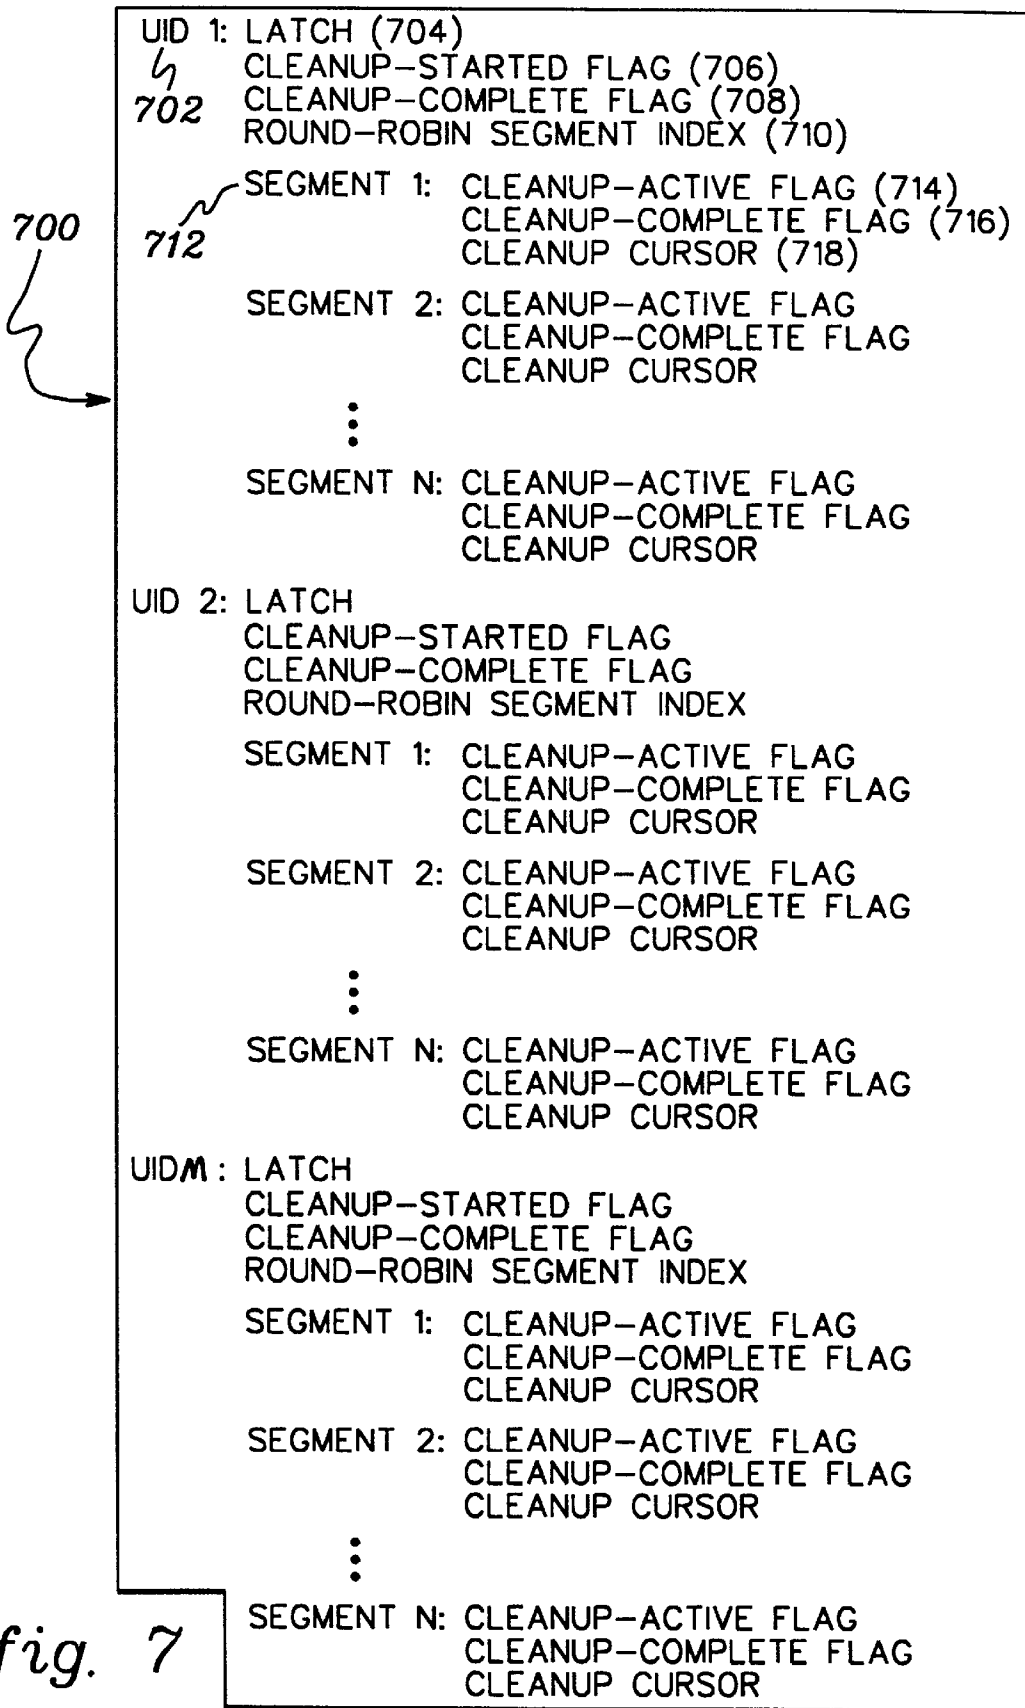 UID 1: LATCH (704)
CLEANUP-STARTED FLAG (706)
702 CLEANUP-COMPLETE FLAG (708)
ROUND-ROBIN SEGMENT INDEX (710)
SEGMENT 1: CLEANUP-ACTIVE FLAG (714)
700 712 CLEANUP-COMPLETE FLAG (716)
CLEANUP CURSOR (718)
SEGMENT 2: CLEANUP-ACTIVE FLAG
CLEANUP-COMPLETE FLAG
CLEANUP CURSOR
SEGMENT N: CLEANUP-ACTIVE FLAG
CLEANUP-COMPLETE FLAG
CLEANUP CURSOR
UID 2: LATCH
CLEANUP-STARTED FLAG
CLEANUP-COMPLETE FLAG
ROUND-ROBIN SEGMENT INDEX
SEGMENT 1: CLEANUP-ACTIVE FLAG
CLEANUP-COMPLETE FLAG
CLEANUP CURSOR
SEGMENT 2: CLEANUP-ACTIVE FLAG
CLEANUP-COMPLETE FLAG
CLEANUP CURSOR
SEGMENT N: CLEANUP-ACTIVE FLAG
CLEANUP-COMPLETE FLAG
CLEANUP CURSOR
UIDM: LATCH
CLEANUP-STARTED FLAG
CLEANUP-COMPLETE FLAG
ROUND-ROBIN SEGMENT INDEX
SEGMENT 1: CLEANUP-ACTIVE FLAG
CLEANUP-COMPLETE FLAG
CLEANUP CURSOR
SEGMENT 2: CLEANUP-ACTIVE FLAG
CLEANUP-COMPLETE FLAG
CLEANUP CURSOR
SEGMENT N: CLEANUP-ACTIVE FLAG
CLEANUP-COMPLETE FLAG
CLEANUP CURSOR
fig. 7